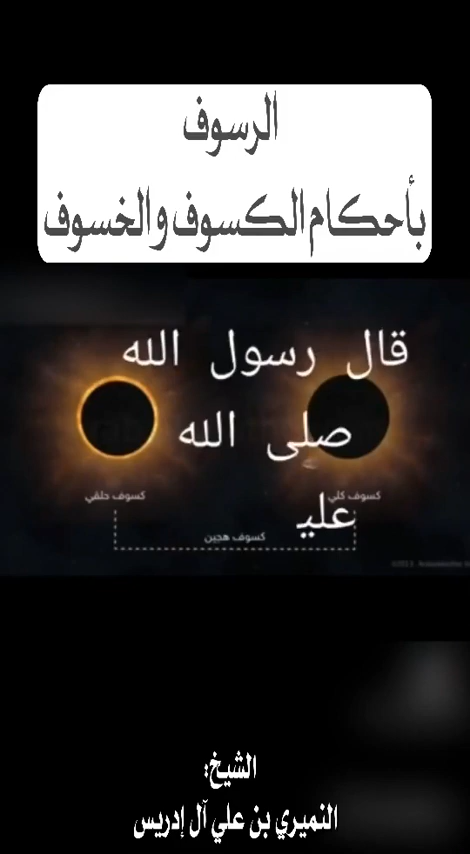 الرسوف
بأحكام الكسوف والخسوف
قال رسول الله
صلى الله
عليـ
كسوف كلي
كسوف حلقي
كسوف هجين
الشيخ:
النميري بن علي آل إدريس